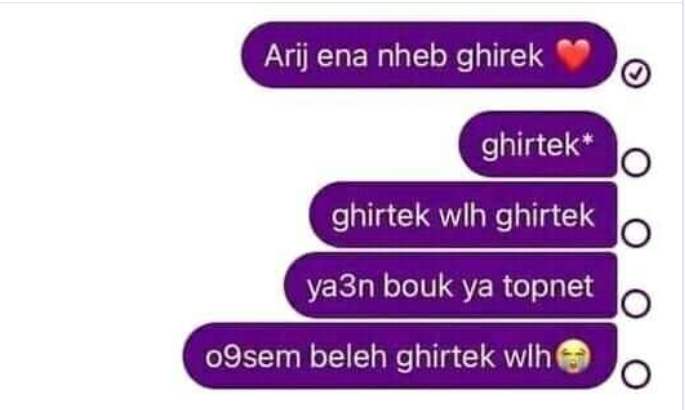 Arij ena nheb ghirek ❤️
ghirtek*
ghirtek wlh ghirtek
ya3n bouk ya topnet
o9sem beleh ghirtek wlh😭